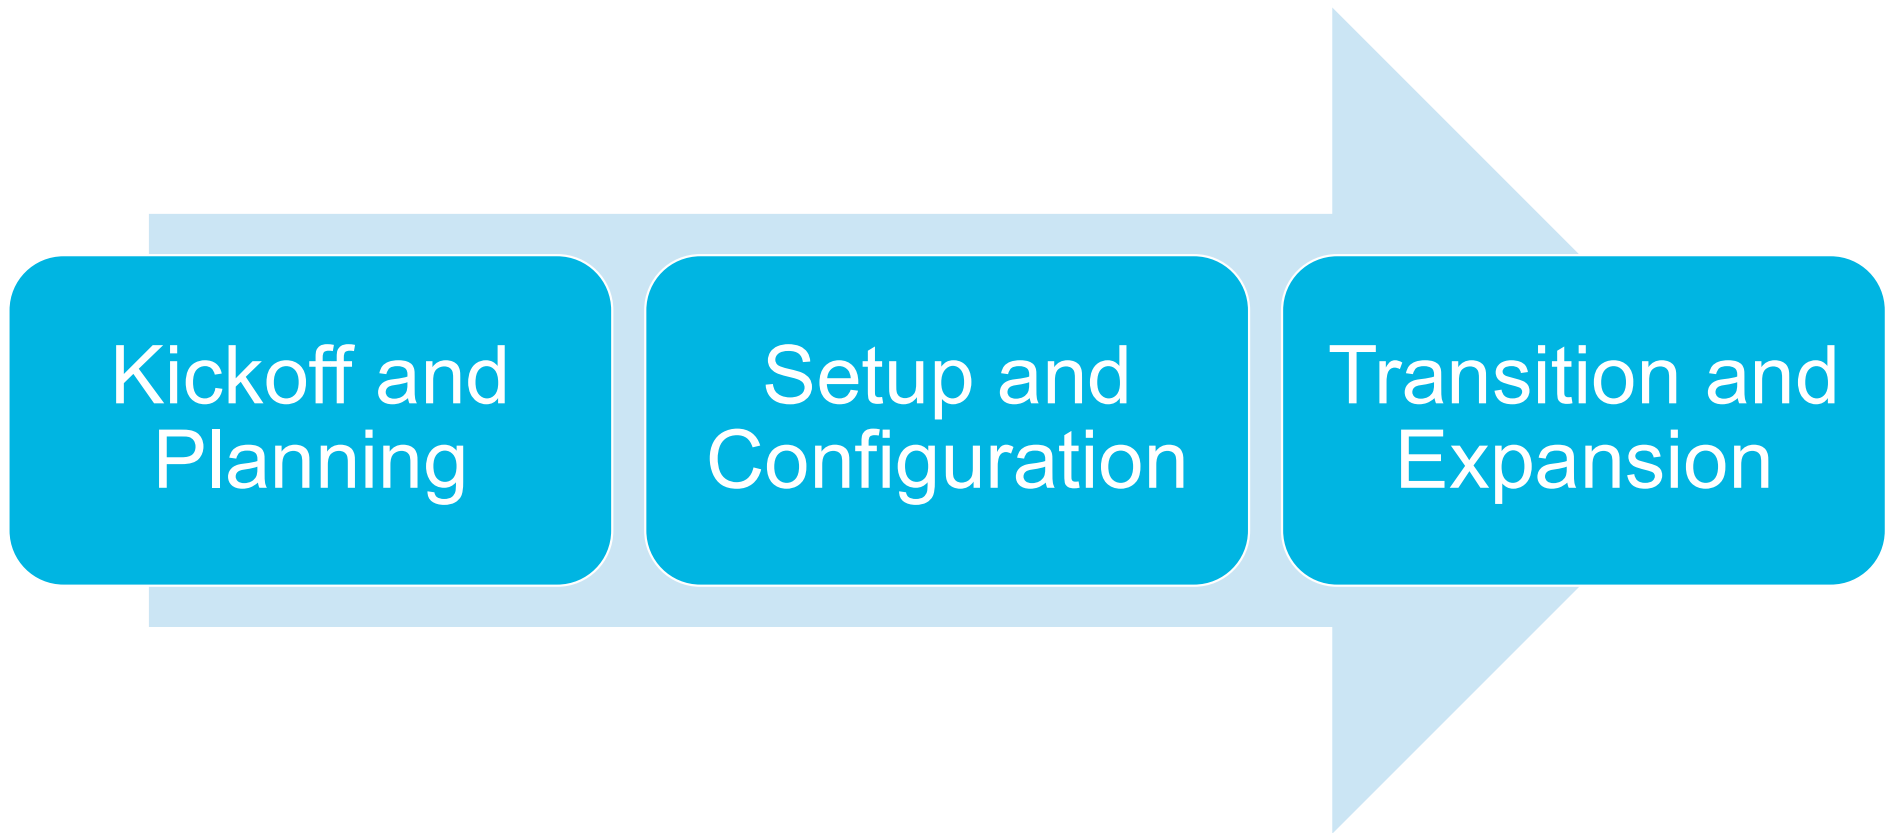 Kickoff and
Planning
Setup and
Configuration
Transition and
Expansion